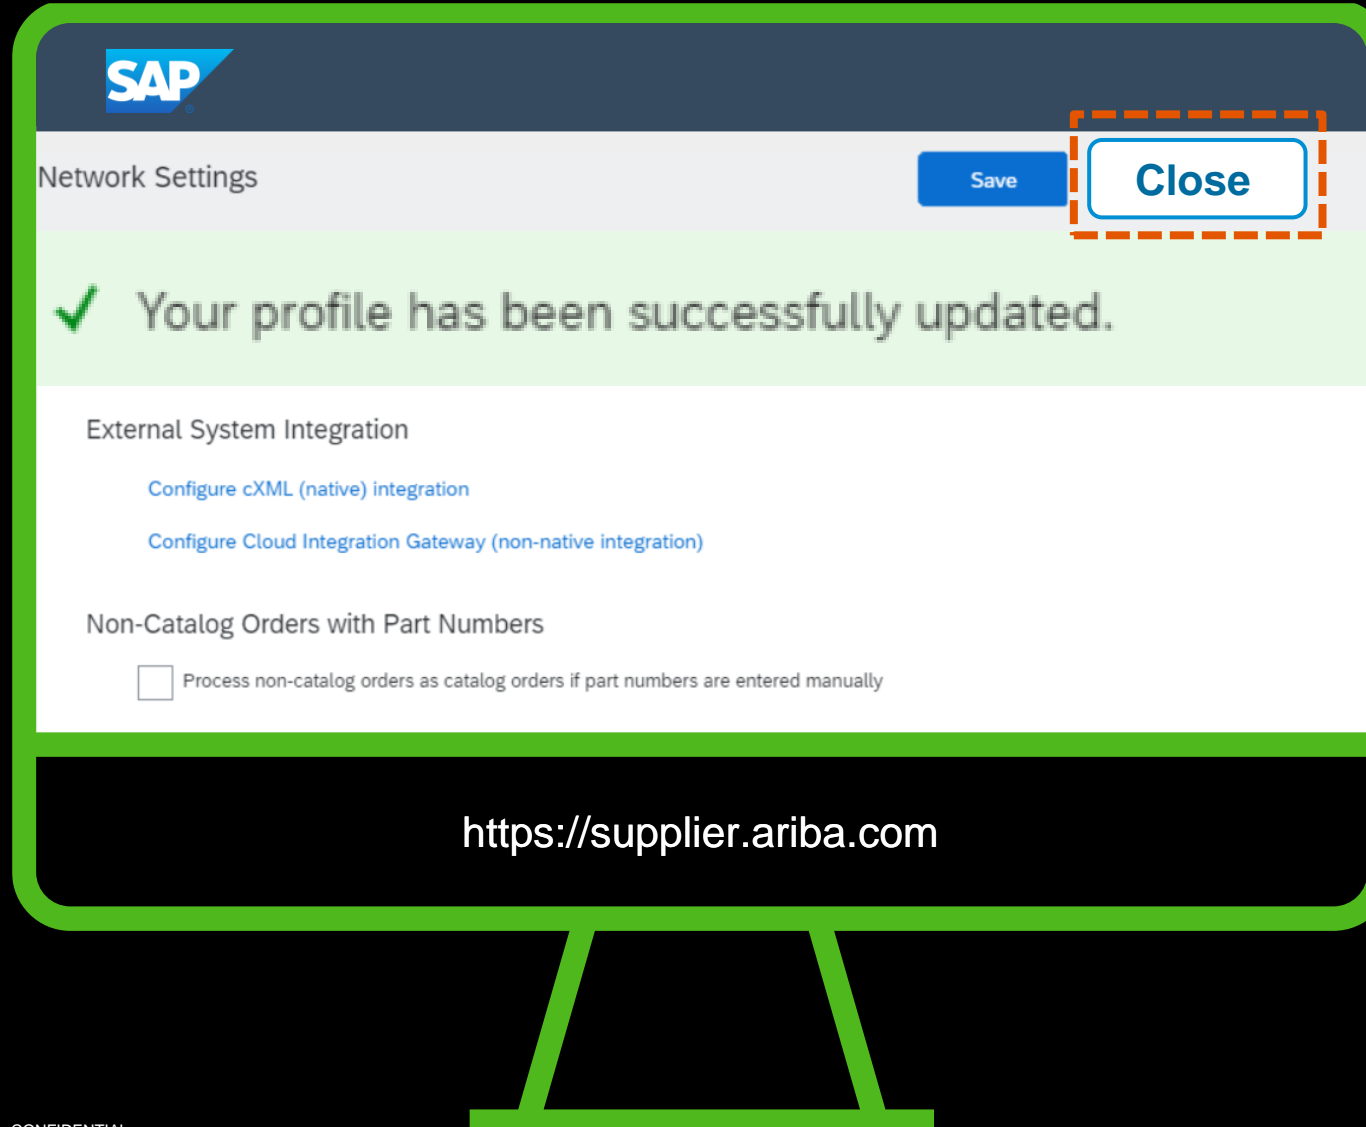 SAP
Network Settings
Save
Close
Your profile has been successfully updated.
External System Integration
Configure cXML (native) integration
Configure Cloud Integration Gateway (non-native integration)
Non-Catalog Orders with Part Numbers
Process non-catalog orders as catalog orders if part numbers are entered manually
https://supplier.ariba.com
CONFIDENTIAL